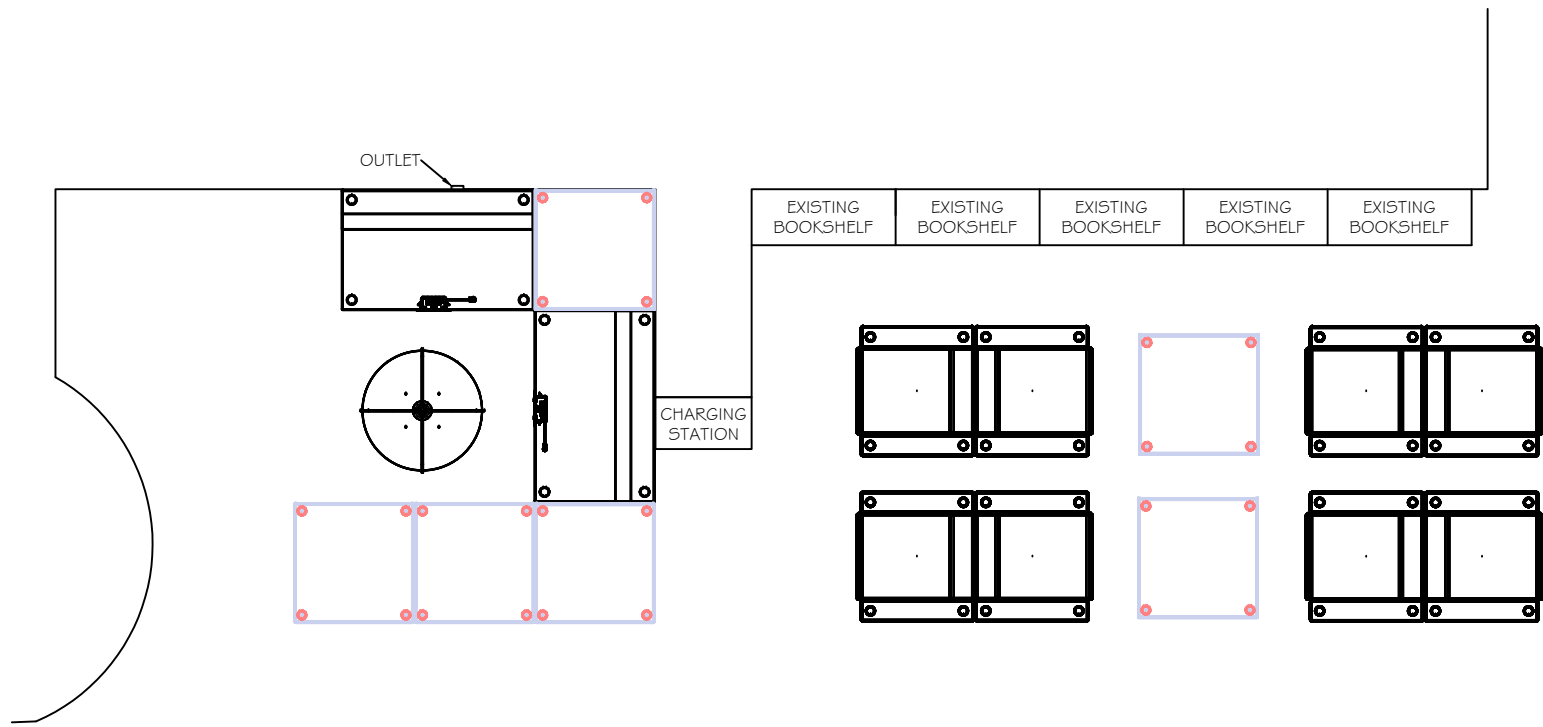 OUTLET
EXISTING
BOOKSHELF
EXISTING
BOOKSHELF
EXISTING
BOOKSHELF
EXISTING
BOOKSHELF
EXISTING
BOOKSHELF
CHARGING
STATION